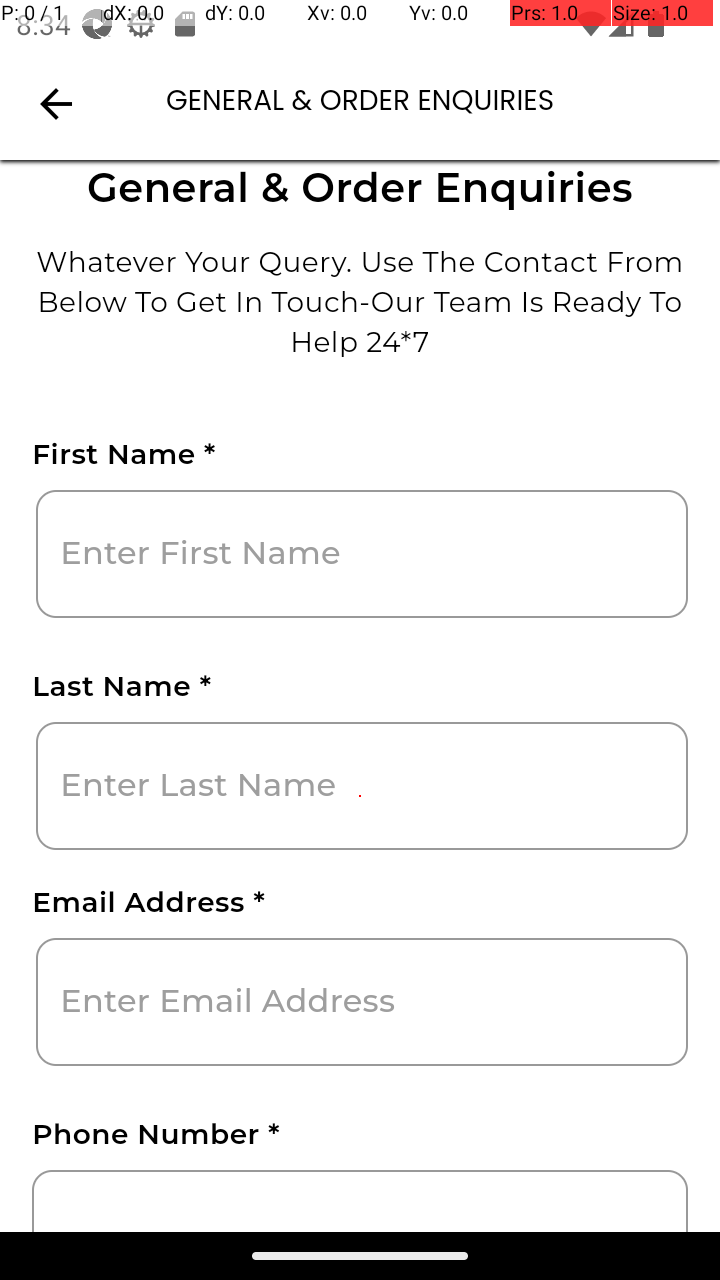 P: 0 / 1 dX: 0.0 dY: 0.0 Xv: 0.0 Yv: 0.0 Prs: 1.0 Size: 1.0
8:34
GENERAL & ORDER ENQUIRIES
General & Order Enquiries
Whatever Your Query. Use The Contact From
Below To Get In Touch-Our Team Is Ready To
Help 24*7
First Name *
Enter First Name
Last Name *
Enter Last Name
Email Address *
Enter Email Address
Phone Number *